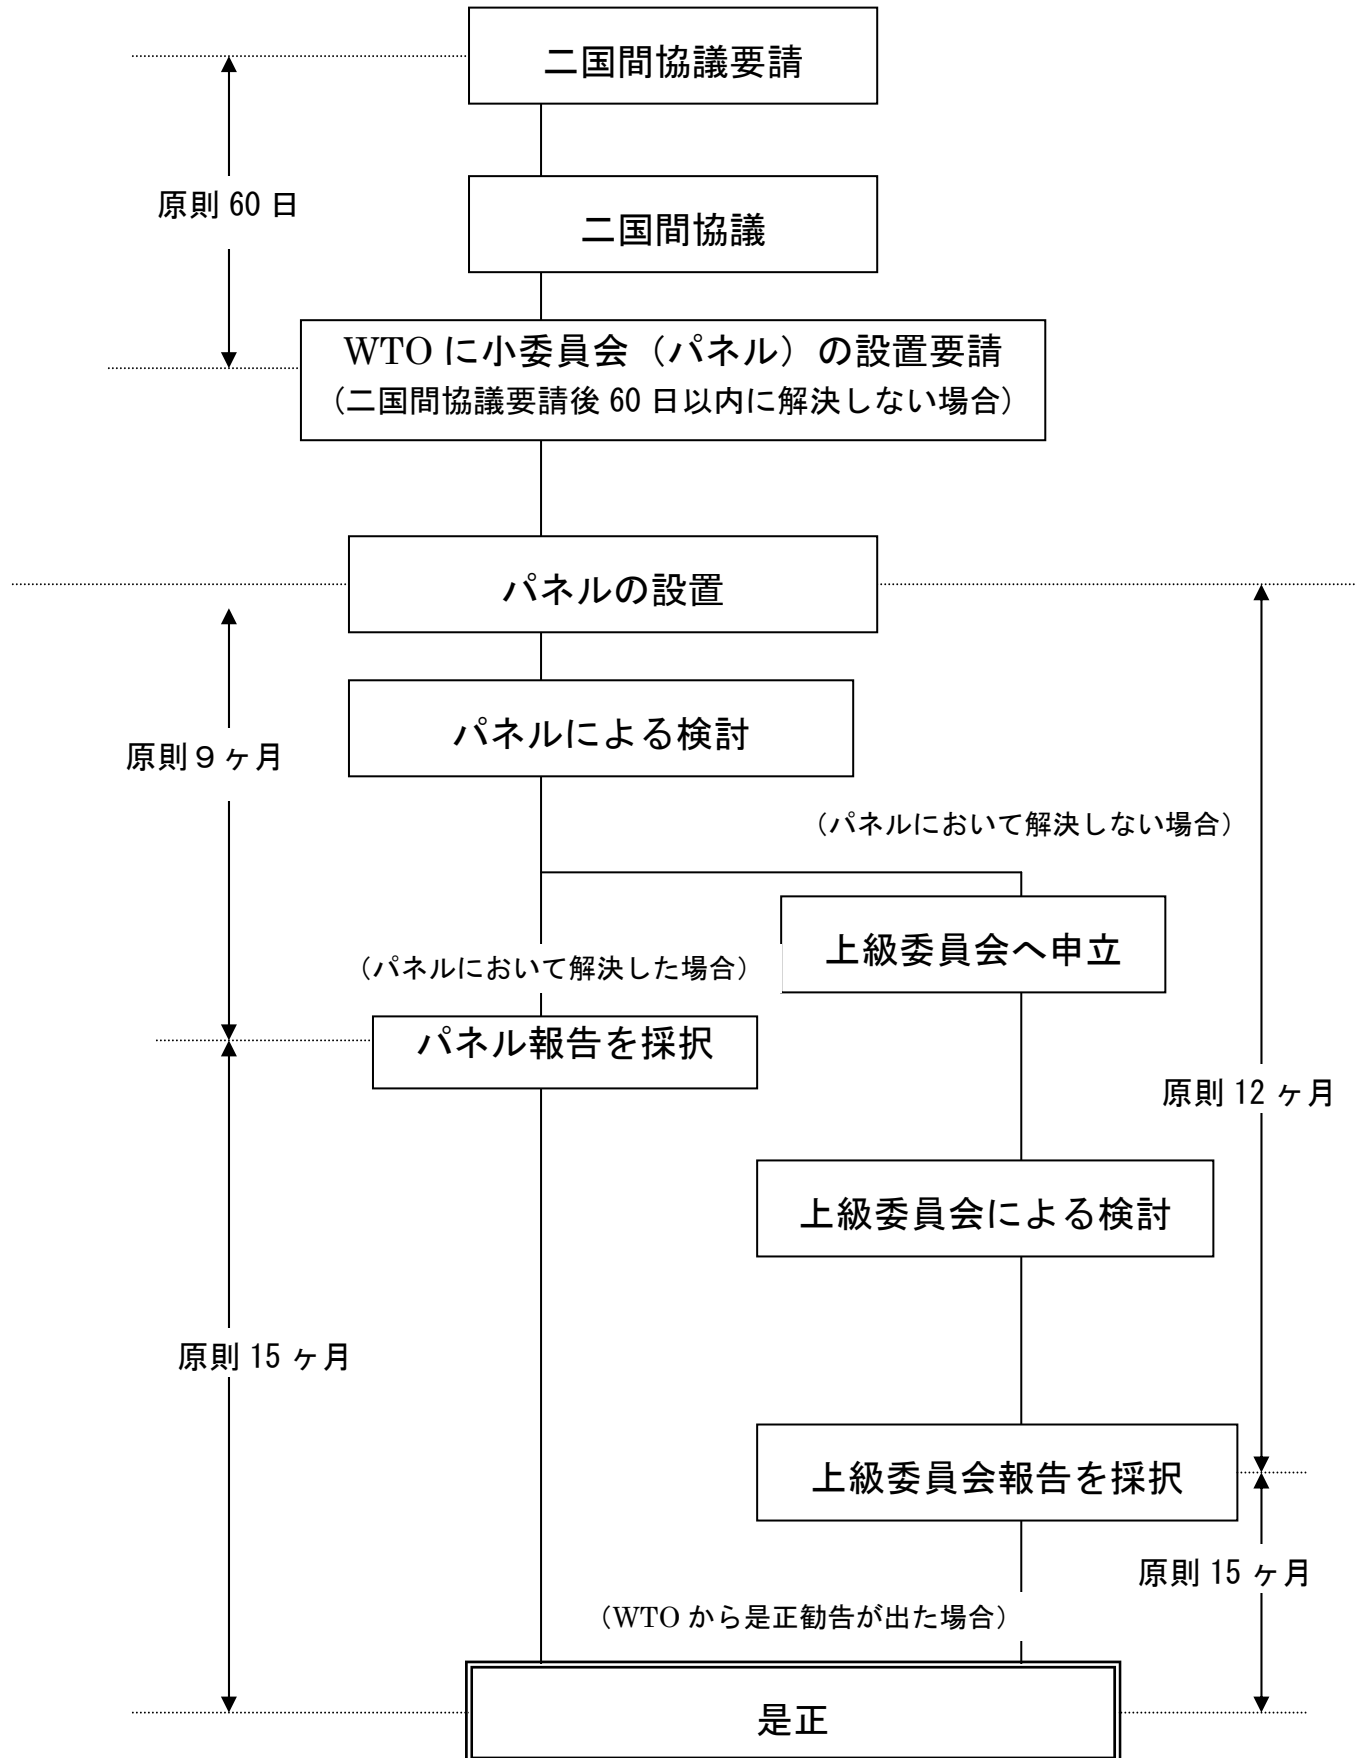 二国間協議要請
原則 60 日
二国間協議
WTO に小委員会（パネル）の設置要請
（二国間協議要請後 60 日以内に解決しない場合）
パネルの設置
パネルによる検討
原則９ヶ月
（パネルにおいて解決しない場合）
上級委員会へ申立
（パネルにおいて解決した場合）
パネル報告を採択
原則 12 ヶ月
上級委員会による検討
原則 15 ヶ月
上級委員会報告を採択
原則 15 ヶ月
（WTO から是正勧告が出た場合）
是正